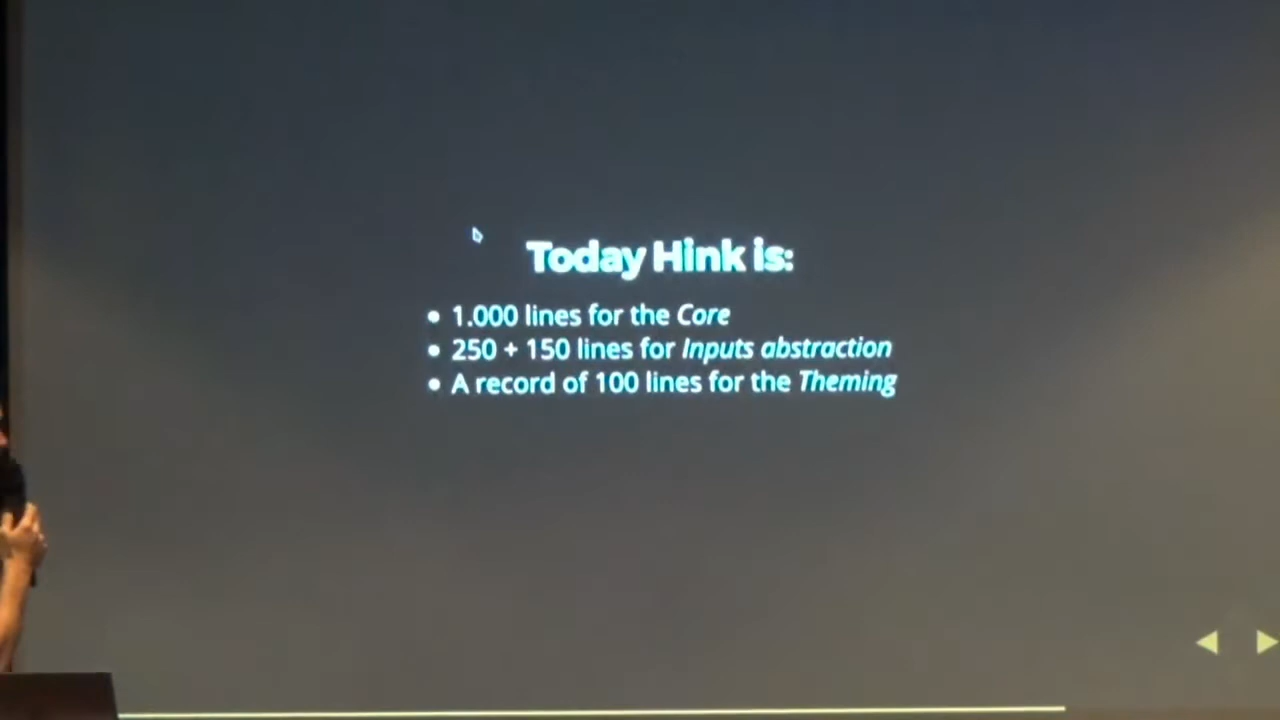 Today Hink is:
1.000 lines for the Core
250 + 150 lines for Inputs abstraction
A record of 100 lines for the Theming